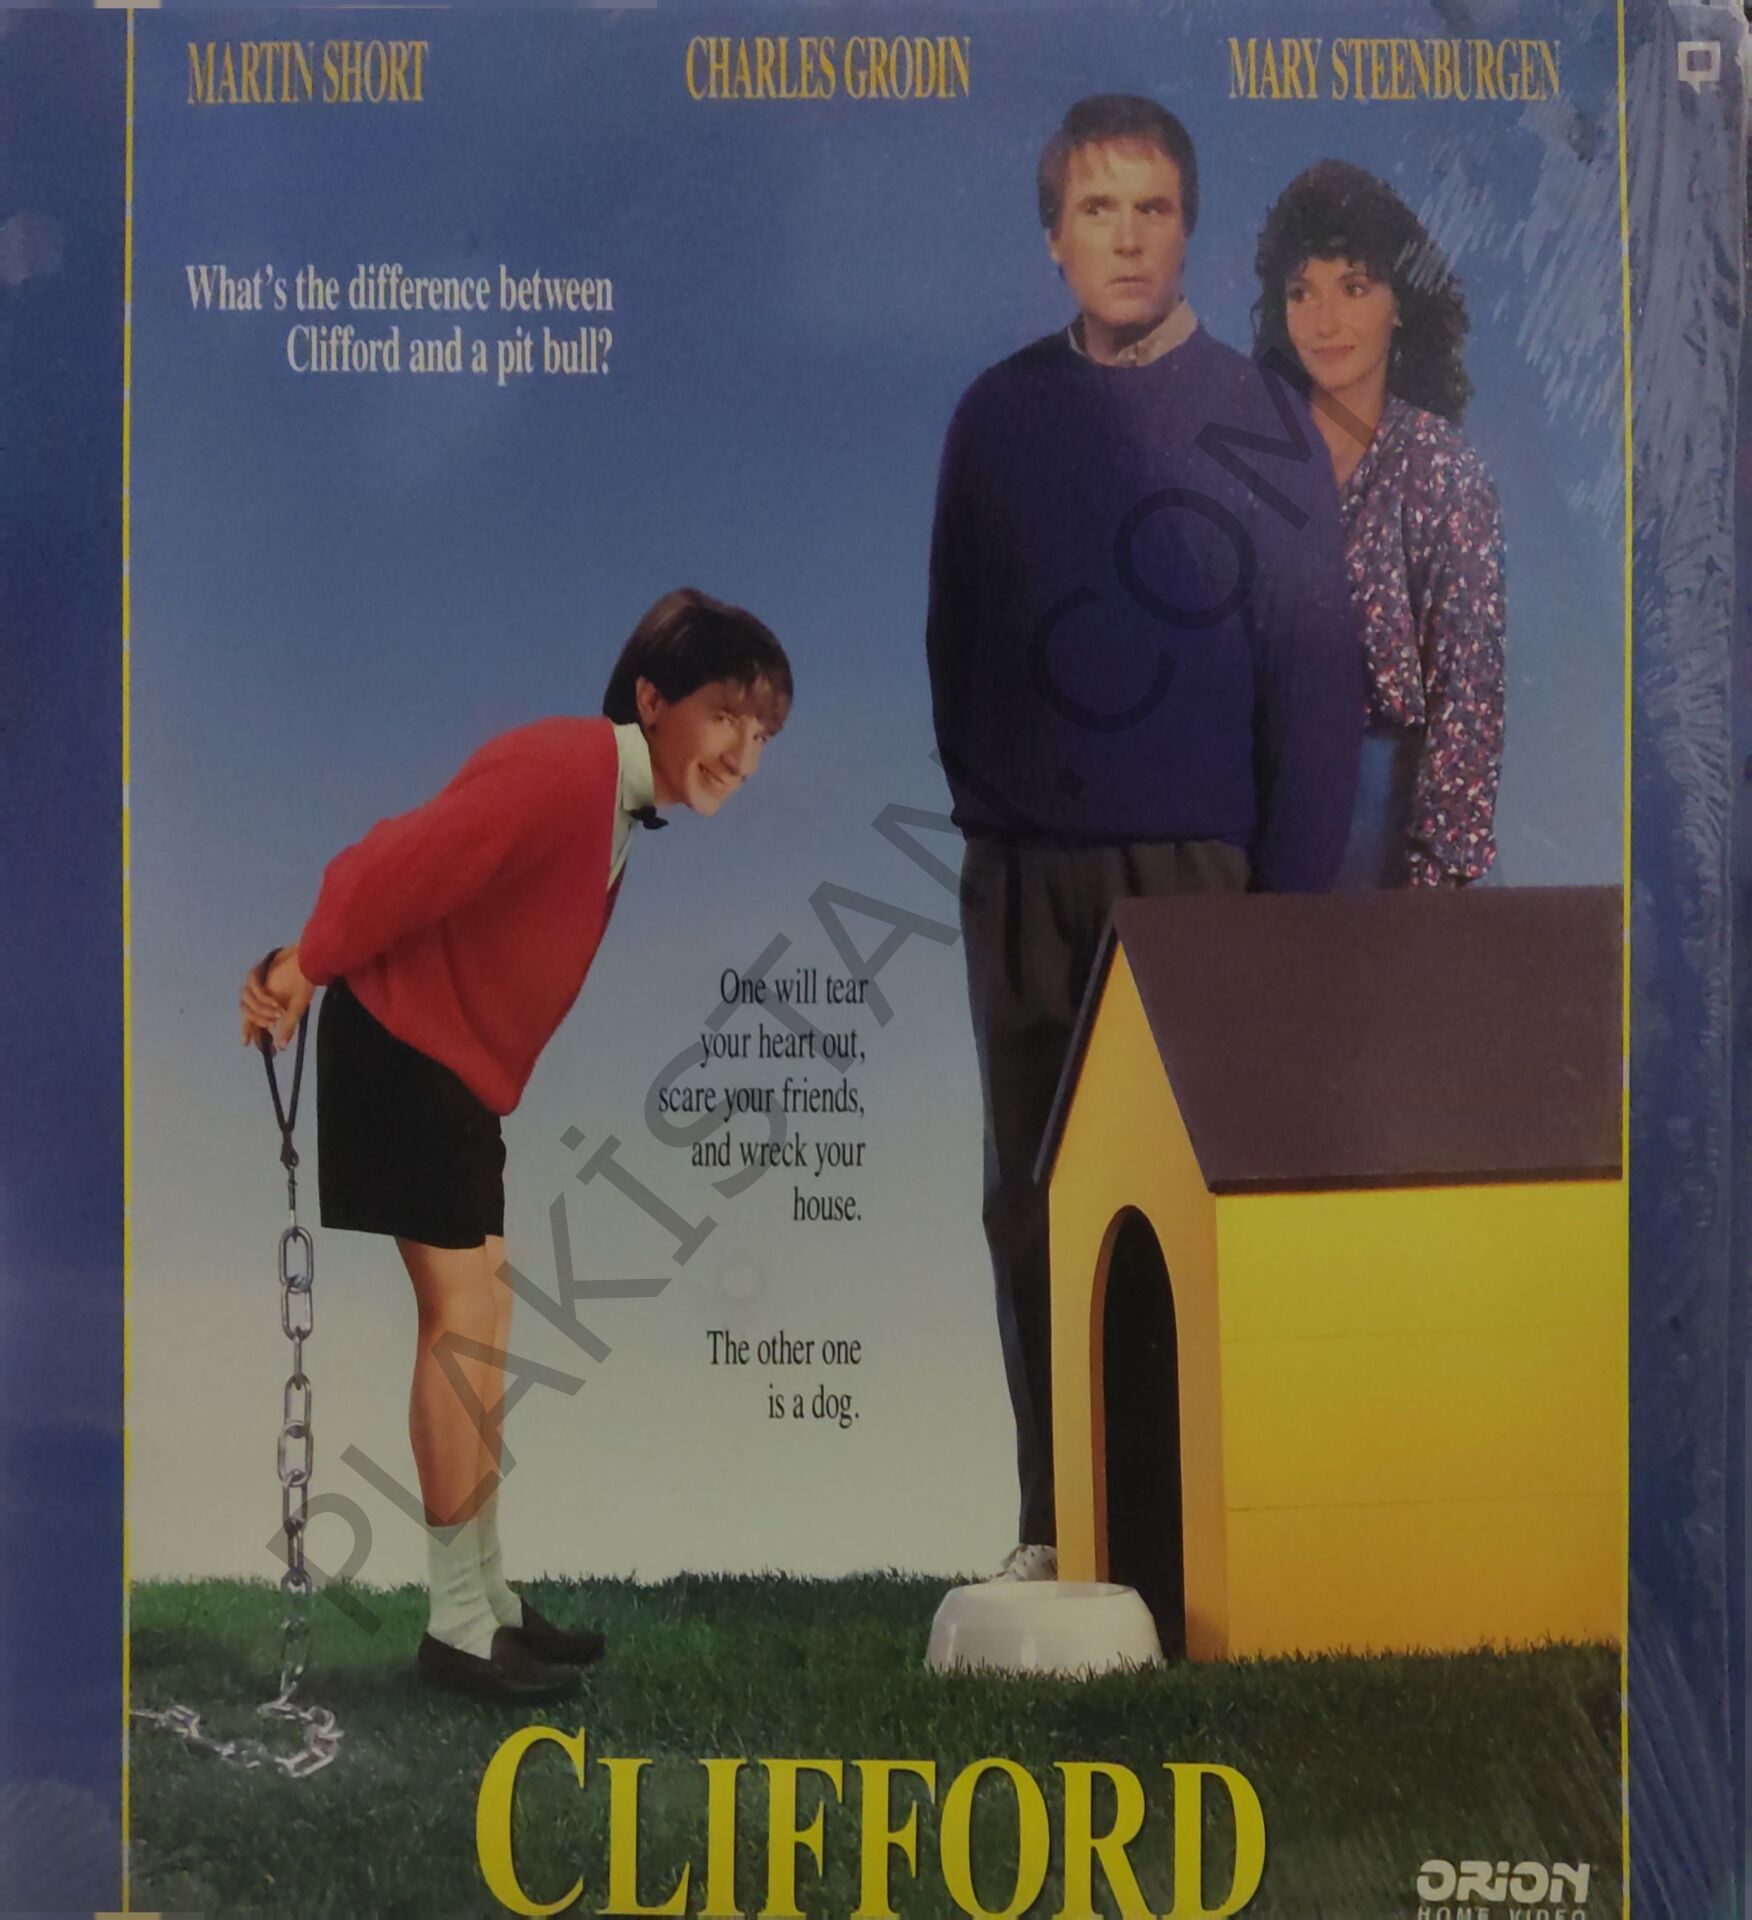 MARTIN SHORT
CHARLES GRODIN
MARY STEENBURGEN
What's the difference between
Clifford and a pit bull?
One will tear
your heart out,
scare your friends,
and wreck your
house.
The other one
is a dog.
PLAKİSTAN.COM
CLIFFORD
ORION
HOME VIDEO